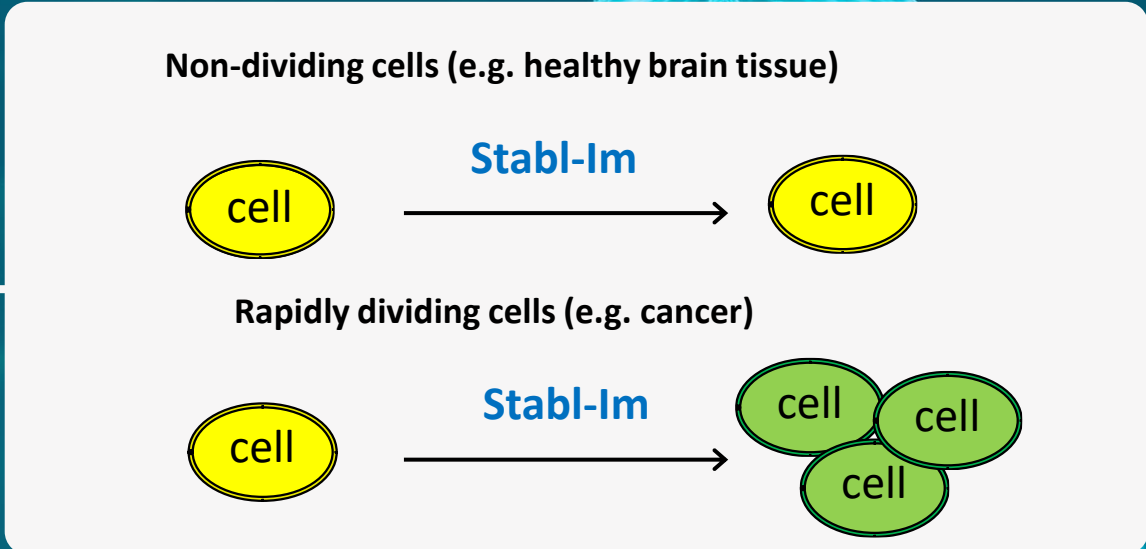 Non-dividing cells (e.g. healthy brain tissue)
Stabl-Im
cell
cell
Rapidly dividing cells (e.g. cancer)
Stabl-Im
cell
cell
cell
cell